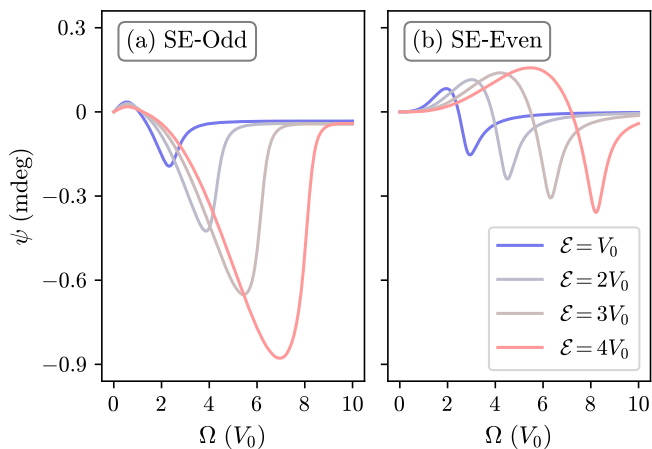 (a) SE-Odd
(b) SE-Even
0.3
0
−0.3
−0.6
−0.9
ψ (mdeg)
0 2 4 6 8 10
0 2 4 6 8 10
Ω (V₀)
Ω (V₀)
ℰ = V₀
ℰ = 2V₀
ℰ = 3V₀
ℰ = 4V₀